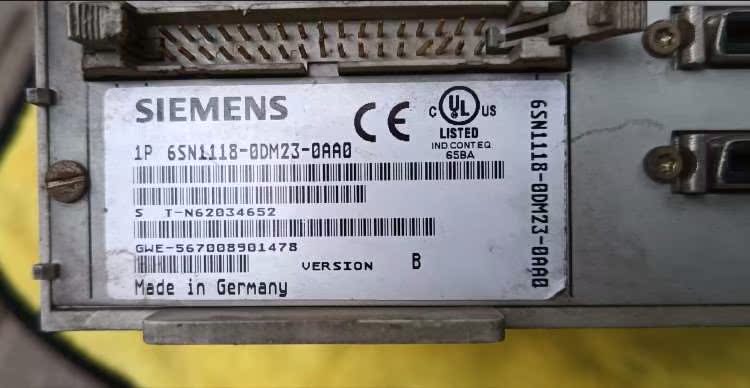 SIEMENS
CE
C UL US
LISTED
IND CONT EQ
65BA
1P 6SN1118-0DM23-0AA0
S T-N62034652
GWE-567008901478
VERSION B
Made in Germany
6SN1118-0DM23-0AA0